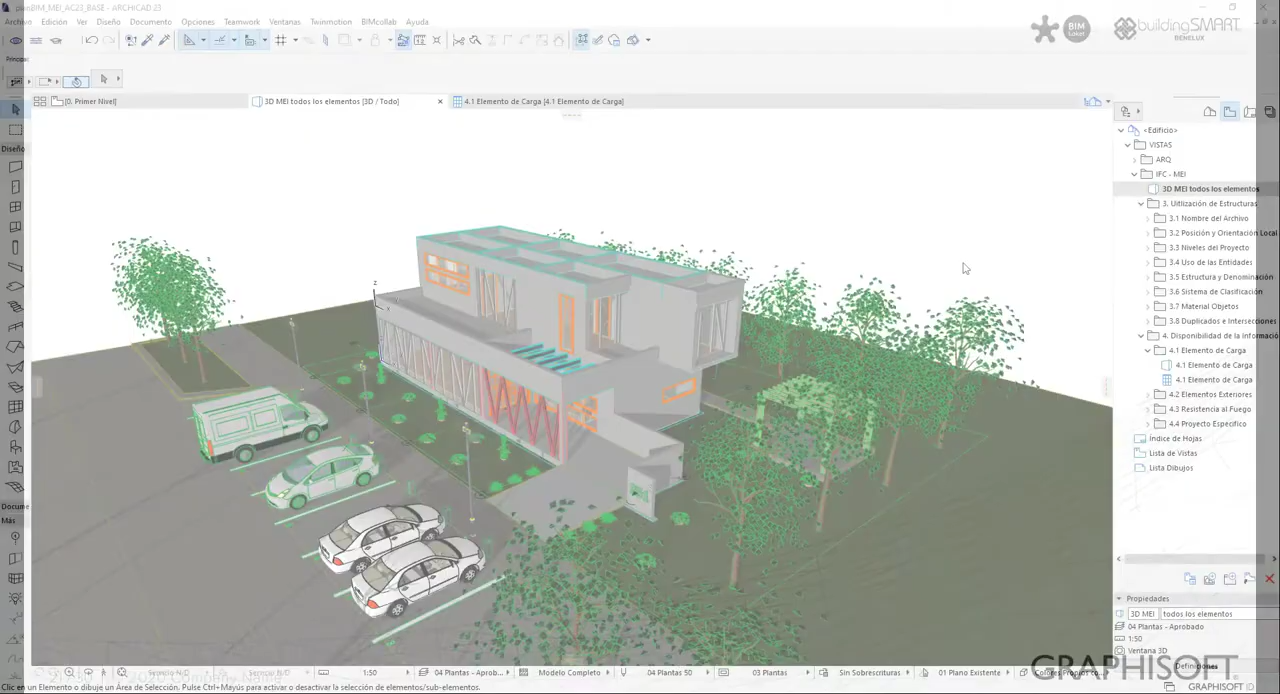 planBIM_MEI_AC23_BASE - ARCHICAD 23
Archivo Edición Ver Diseño Documento Opciones Teamwork Ventanas Twinmotion BIMcollab Ayuda
BIM Loket
buildingSMART
BENELUX
Principal
[0. Primer Nivel]
3D MEI todos los elementos [3D / Todo]
4.1 Elemento de Carga [4.1 Elemento de Carga]
Diseño
<Edificio>
VISTAS
ARQ
IFC - MEI
3D MEI todos los elementos
3. Utilización de Estructuras
3.1 Nombre del Archivo
3.2 Posición y Orientación Local
3.3 Niveles del Proyecto
3.4 Uso de las Entidades
3.5 Estructura y Denominación
3.6 Sistema de Clasificación
3.7 Material Objetos
3.8 Duplicados e Intersecciones
4. Disponibilidad de la Informació
4.1 Elemento de Carga
4.1 Elemento de Carga
4.1 Elemento de Carga
4.2 Elementos Exteriores
4.3 Resistencia al Fuego
4.4 Proyecto Específico
Índice de Hojas
Lista de Vistas
Lista Dibujos
Docume
Más
z
Propiedades
3D MEI todos los elementos
04 Plantas - Aprobado
1:50
Ventana 3D
Definiciones
GRAPHISOFT
1:50
04 Plantas - Aprob...
Modelo Completo
04 Plantas 50
03 Plantas
Sin Sobrescrituras
01 Plano Existente
Clic en un Elemento o dibuje un Área de Selección. Pulse Ctrl+Mayús para activar o desactivar la selección de elementos/sub-elementos.
GRAPHISOFT ID